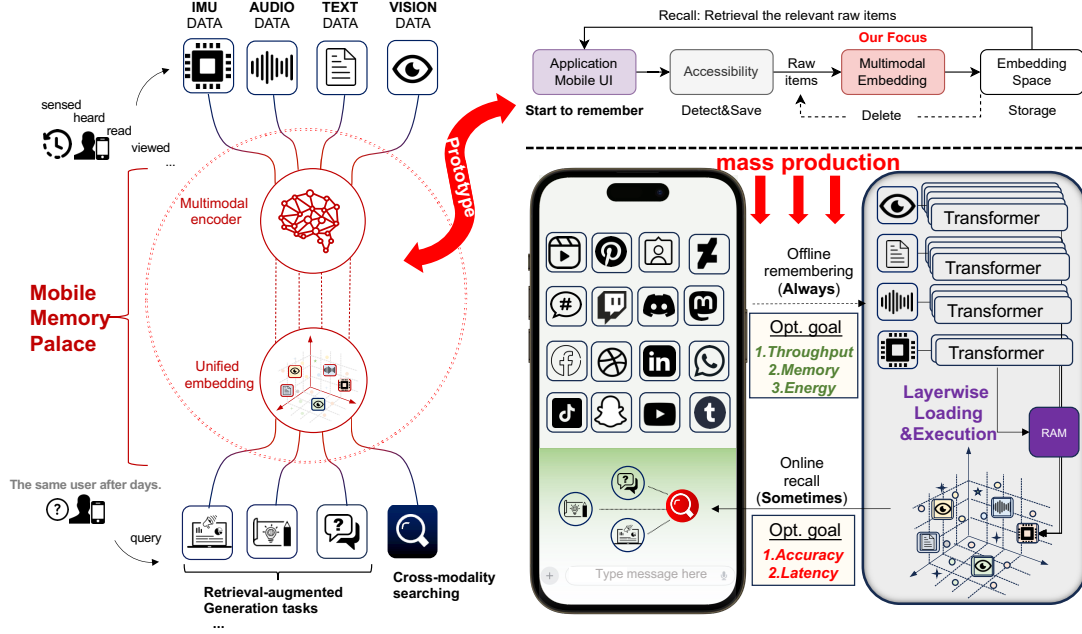 IMU
DATA
AUDIO
DATA
TEXT
DATA
VISION
DATA
sensed
heard
read
viewed
...
Multimodal
encoder
Mobile
Memory
Palace
Unified
embedding
The same user after days.
query
Retrieval-augmented
Generation tasks
...
Cross-modality
searching
Prototype
Recall: Retrieval the relevant raw items
Our Focus
Application
Mobile UI
Accessibility
Raw
items
Multimodal
Embedding
Embedding
Space
Start to remember
Detect&Save
Delete
Storage
mass production
Offline
remembering
(Always)
Opt. goal
1.Throughput
2.Memory
3.Energy
Online
recall
(Sometimes)
Opt. goal
1.Accuracy
2.Latency
Type message here
Transformer
Transformer
Transformer
Transformer
Layerwise
Loading
&Execution
RAM